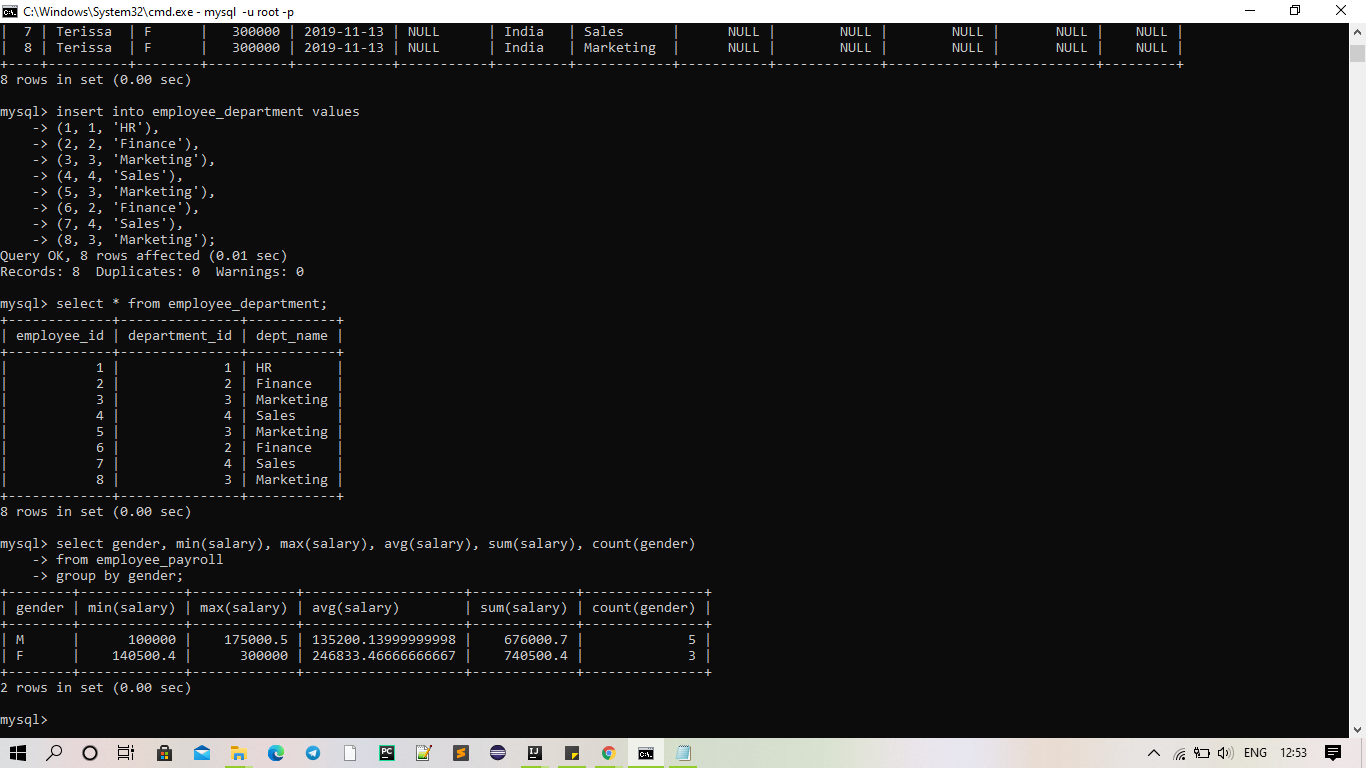 C:\Windows\System32\cmd.exe - mysql  -u root -p
|  7 | Terissa  | F      |    300000 | 2019-11-13 | NULL      | India   | Sales      |      NULL |         NULL |        NULL |       NULL |    NULL |
|  8 | Terissa  | F      |    300000 | 2019-11-13 | NULL      | India   | Marketing  |      NULL |         NULL |        NULL |       NULL |    NULL |
+----+----------+--------+-----------+------------+-----------+---------+------------+-----------+--------------+-------------+------------+---------+
8 rows in set (0.00 sec)
mysql> insert into employee_department values
    -> (1, 1, 'HR'),
    -> (2, 2, 'Finance'),
    -> (3, 3, 'Marketing'),
    -> (4, 4, 'Sales'),
    -> (5, 3, 'Marketing'),
    -> (6, 2, 'Finance'),
    -> (7, 4, 'Sales'),
    -> (8, 3, 'Marketing');
Query OK, 8 rows affected (0.01 sec)
Records: 8  Duplicates: 0  Warnings: 0
mysql> select * from employee_department;
+-------------+---------------+-----------+
| employee_id | department_id | dept_name |
+-------------+---------------+-----------+
|           1 |             1 | HR        |
|           2 |             2 | Finance   |
|           3 |             3 | Marketing |
|           4 |             4 | Sales     |
|           5 |             3 | Marketing |
|           6 |             2 | Finance   |
|           7 |             4 | Sales     |
|           8 |             3 | Marketing |
+-------------+---------------+-----------+
8 rows in set (0.00 sec)
mysql> select gender, min(salary), max(salary), avg(salary), sum(salary), count(gender)
    -> from employee_payroll
    -> group by gender;
+--------+-------------+-------------+--------------------+-------------+---------------+
| gender | min(salary) | max(salary) | avg(salary)        | sum(salary) | count(gender) |
+--------+-------------+-------------+--------------------+-------------+---------------+
| M      |      100000 |    175000.5 | 135200.13999999998 |    676000.7 |             5 |
| F      |    140500.4 |      300000 | 246833.46666666667 |    740500.4 |             3 |
+--------+-------------+-------------+--------------------+-------------+---------------+
2 rows in set (0.00 sec)
mysql>
PC
IJ
C:\.
ENG
12:53